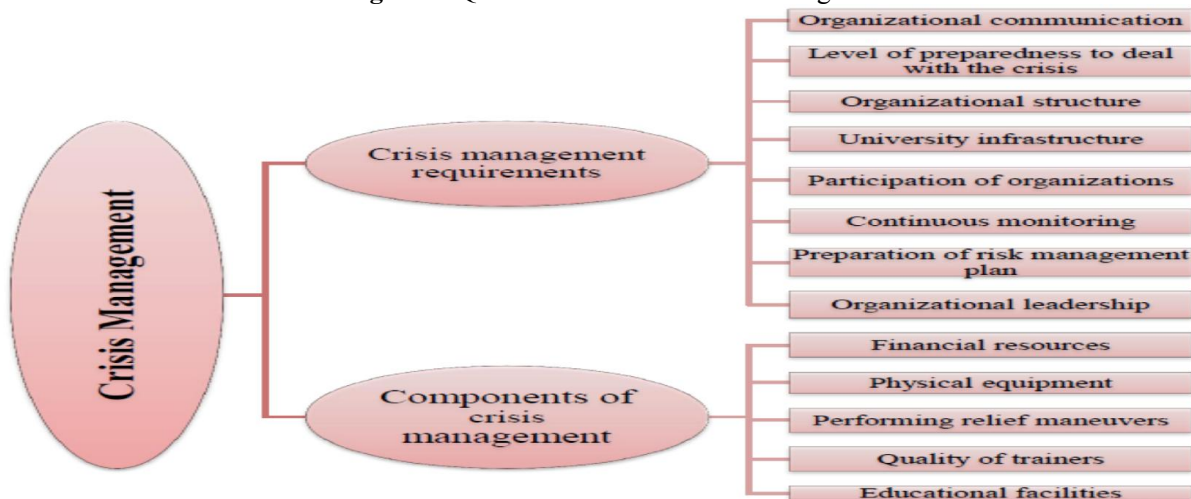 Crisis Management
Crisis management
requirements
Organizational communication
Level of preparedness to deal
with the crisis
Organizational structure
University infrastructure
Participation of organizations
Continuous monitoring
Preparation of risk management
plan
Organizational leadership
Components of
crisis
management
Financial resources
Physical equipment
Performing relief maneuvers
Quality of trainers
Educational facilities